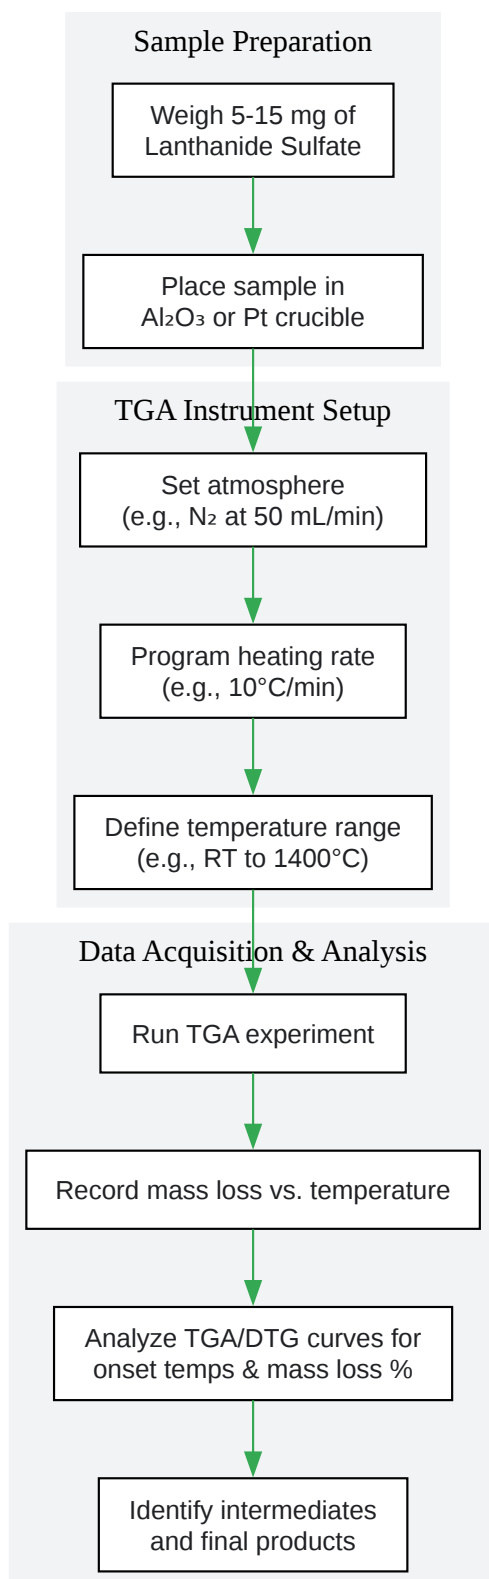 Sample Preparation
Weigh 5-15 mg of
Lanthanide Sulfate
Place sample in
Al₂O₃ or Pt crucible
TGA Instrument Setup
Set atmosphere
(e.g., N₂ at 50 mL/min)
Program heating rate
(e.g., 10°C/min)
Define temperature range
(e.g., RT to 1400°C)
Data Acquisition & Analysis
Run TGA experiment
Record mass loss vs. temperature
Analyze TGA/DTG curves for
onset temps & mass loss %
Identify intermediates
and final products